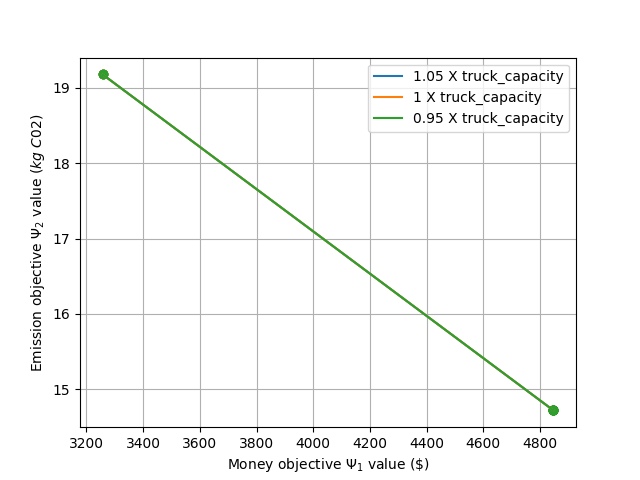 1.05 X truck_capacity
1 X truck_capacity
0.95 X truck_capacity
19
18
17
16
15
Emission objective Ψ₂ value (kg C02)
3200 3400 3600 3800 4000 4200 4400 4600 4800
Money objective Ψ₁ value ($)